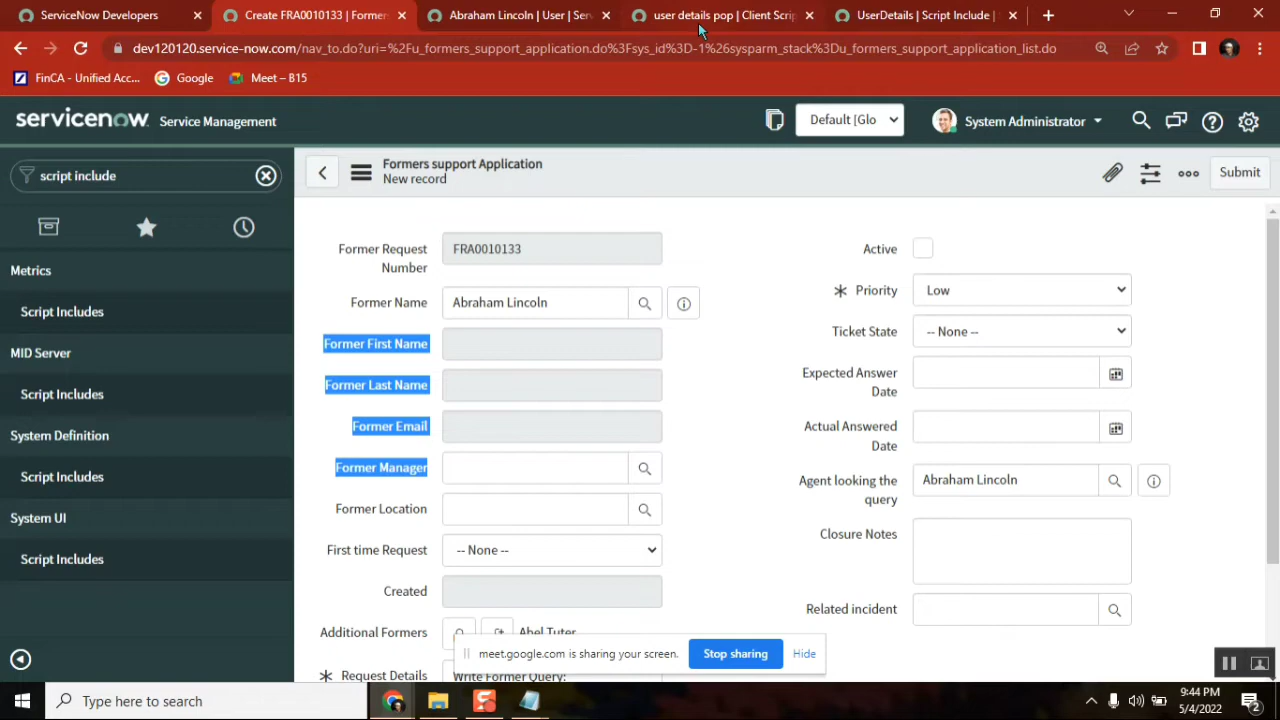 ServiceNow Developers
Create FRA0010133 | Former
Abraham Lincoln | User | Serv
user details pop | Client Scrip
UserDetails | Script Include |
dev120120.service-now.com/nav_to.do?uri=%2Fu_formers_support_application.do%3Fsys_id%3D-1%26sysparm_stack%3Du_formers_support_application_list.do
FinCA - Unified Acc...
Google
Meet – B15
servicenow
Service Management
Default [Glo
System Administrator
script include
Formers support Application
New record
Submit
Metrics
Script Includes
MID Server
Script Includes
System Definition
Script Includes
System UI
Script Includes
Former Request
Number
FRA0010133
Former Name
Abraham Lincoln
Former First Name
Former Last Name
Former Email
Former Manager
Former Location
First time Request
-- None --
Created
Additional Formers
Abel Tuter
Request Details
Write Former Query:
Active
Priority
Low
Ticket State
-- None --
Expected Answer
Date
Actual Answered
Date
Agent looking the
query
Abraham Lincoln
Closure Notes
Related incident
meet.google.com is sharing your screen.
Stop sharing
Hide
Type here to search
9:44 PM
5/4/2022
2